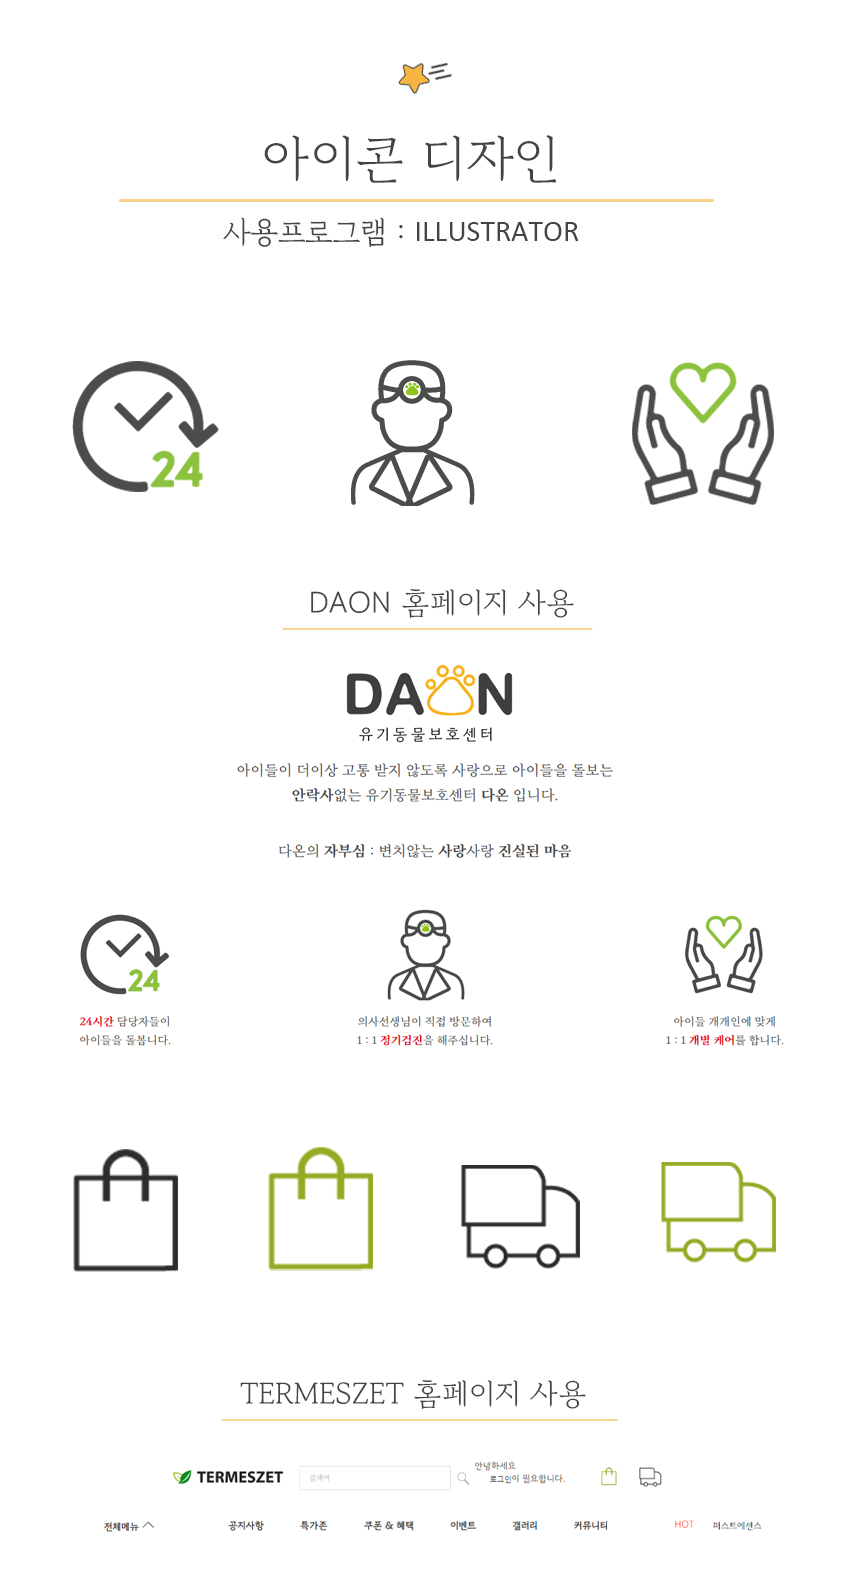 아이콘 디자인
사용프로그램 : ILLUSTRATOR
24
DAON 홈페이지 사용
DAON
유기동물보호센터
아이들이 더이상 고통 받지 않도록 사랑으로 아이들을 돌보는
안락사없는 유기동물보호센터 다온 입니다.
다온의 자부심 : 변치않는 사랑사랑 진실된 마음
24
24시간 담당자들이
아이들을 돌봅니다.
의사선생님이 직접 방문하여
1 : 1 정기검진을 해주십니다.
아이들 개개인에 맞게
1 : 1 개별 케어를 합니다.
TERMESZET 홈페이지 사용
TERMESZET 검색어 안녕하세요
로그인이 필요합니다.
전체메뉴 공지사항 특가존 쿠폰 & 혜택 이벤트 갤러리 커뮤니티 HOT 퍼스트에센스